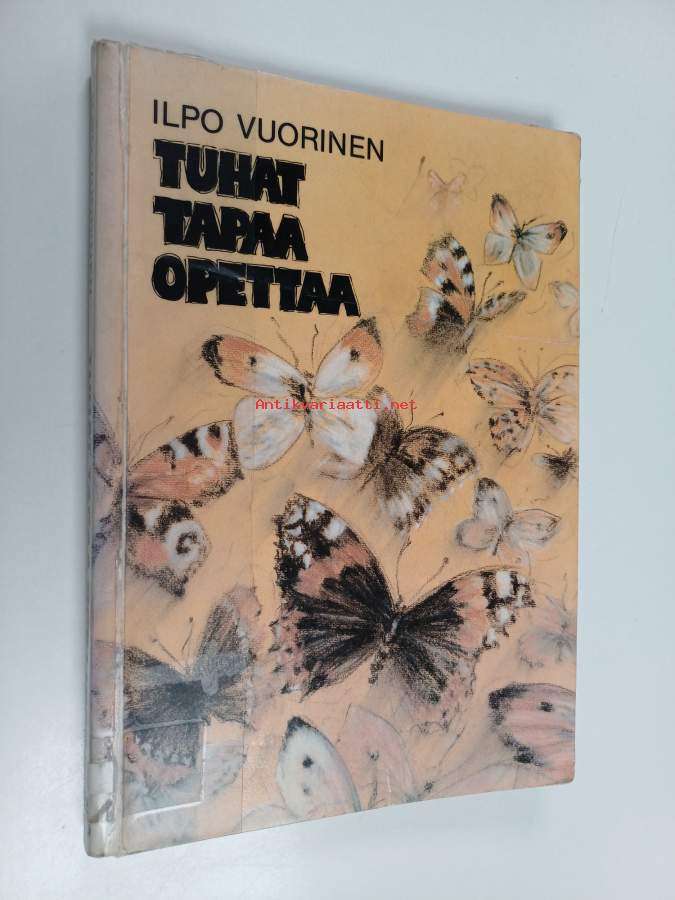 ILPO VUORINEN
TUHAT
TAPAA
OPETTAA
Antikvariaatti.net